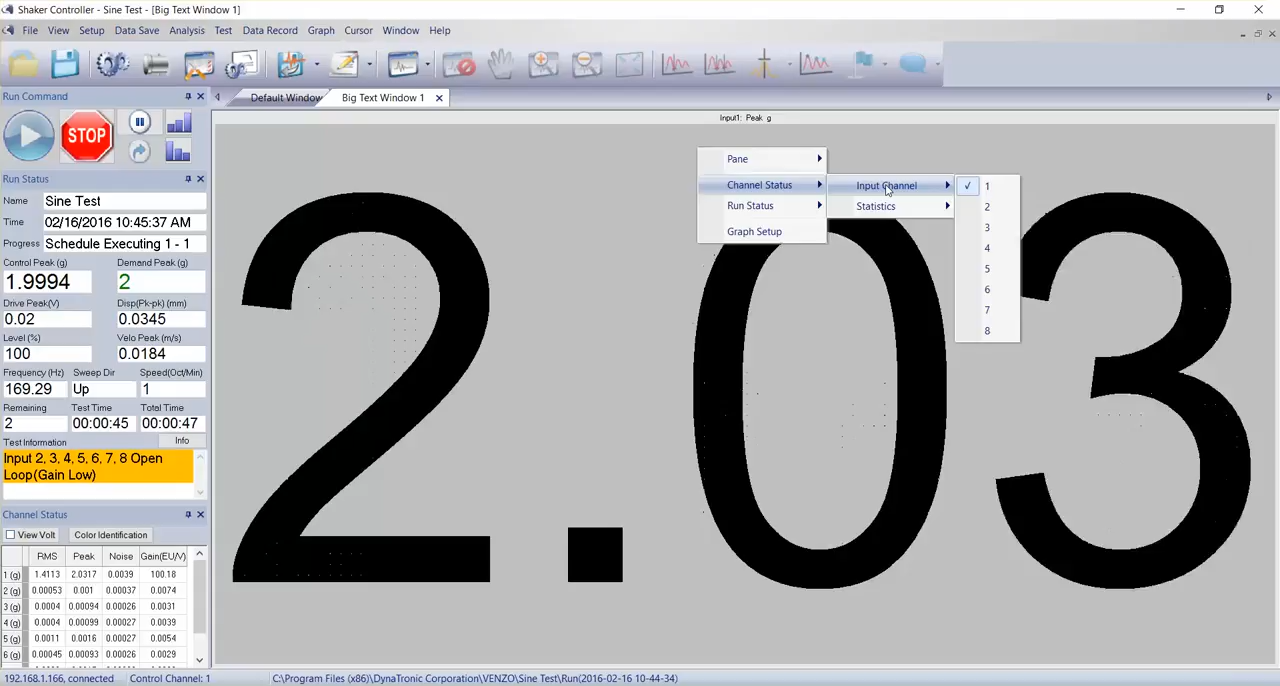 Shaker Controller - Sine Test - [Big Text Window 1]
File View Setup Data Save Analysis Test Data Record Graph Cursor Window Help
Run Command
Default Window
Big Text Window 1
Input1: Peak g
STOP
Run Status
Name Sine Test
Time 02/16/2016 10:45:37 AM
Progress Schedule Executing 1 - 1
Control Peak (g) Demand Peak (g)
1.9994 2
Drive Peak(V) Disp(Pk-pk) (mm)
0.02 0.0345
Level (%) Velo Peak (m/s)
100 0.0184
Frequency (Hz) Sweep Dir Speed(Oct/Min)
169.29 Up 1
Remaining Test Time Total Time
2 00:00:45 00:00:47
Test Information Info
Input 2, 3, 4, 5, 6, 7, 8 Open
Loop(Gain Low)
Channel Status
View Volt Color Identification
RMS Peak Noise Gain(EU/V)
1 (g) 1.4113 2.0317 0.0039 100.18
2 (g) 0.00053 0.001 0.00037 0.0074
3 (g) 0.0004 0.00094 0.00026 0.0031
4 (g) 0.0004 0.00099 0.00027 0.0039
5 (g) 0.0011 0.0016 0.00027 0.0054
6 (g) 0.00045 0.00093 0.00026 0.0029
2.03
Pane
Channel Status
Run Status
Graph Setup
Input Channel
Statistics
✓ 1
2
3
4
5
6
7
8
192.168.1.166, connected Control Channel: 1 C:\Program Files (x86)\DynaTronic Corporation\VENZO\Sine Test\Run(2016-02-16 10-44-34)